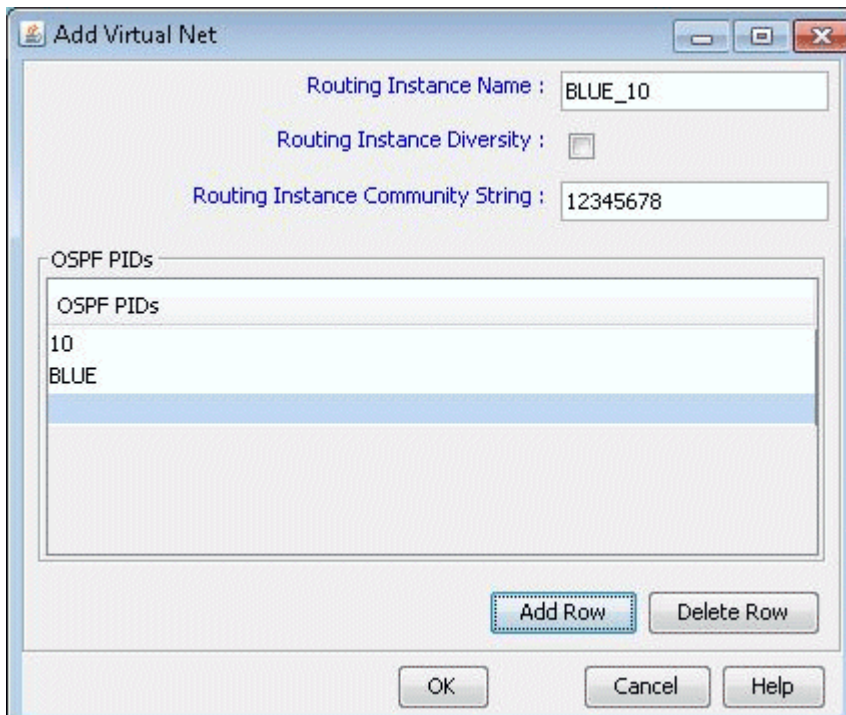 Add Virtual Net
Routing Instance Name : BLUE_10
Routing Instance Diversity :
Routing Instance Community String : 12345678
OSPF PIDs
OSPF PIDs
10
BLUE
Add Row Delete Row
OK Cancel Help